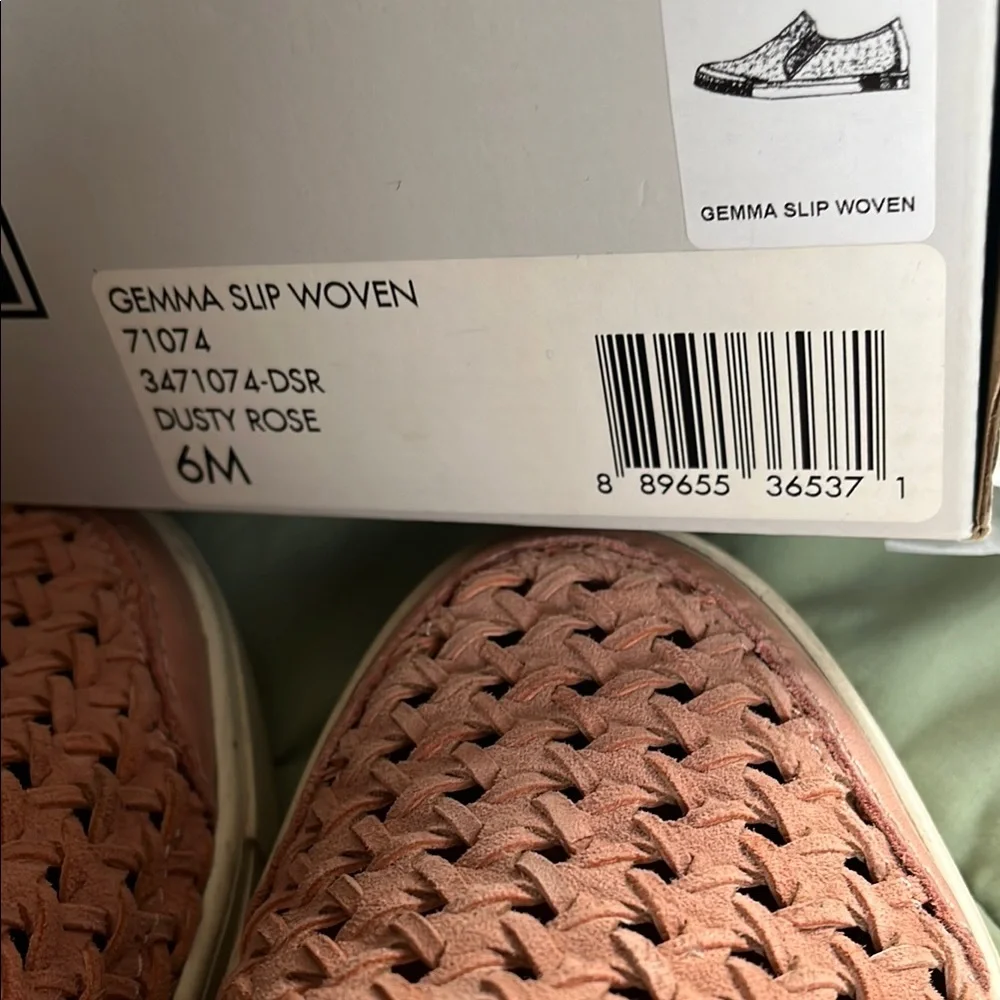 GEMMA SLIP WOVEN
GEMMA SLIP WOVEN
71074
3471074-DSR
DUSTY ROSE
6M
8 89655 36537 1